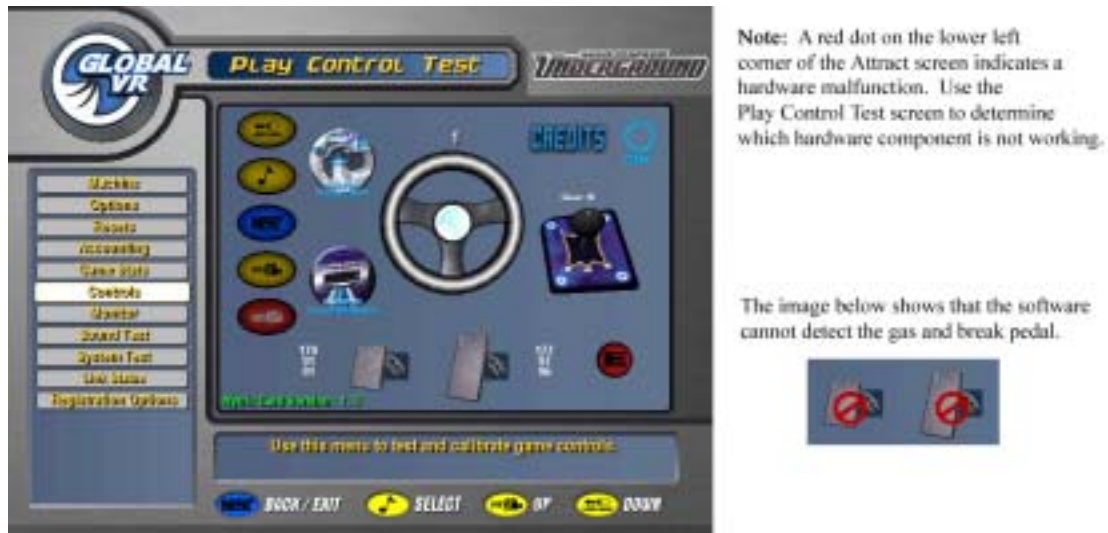 GLOBAL
VR
Play Control Test
UNDERGROUND
Note: A red dot on the lower left
corner of the Attract screen indicates a
hardware malfunction. Use the
Play Control Test screen to determine
which hardware component is not working.
CREDITS
Machine
Options
Resets
Accounting
Game Stats
Controls
Monitor
Sound Test
System Test
Link Status
Registration Options
The image below shows that the software
cannot detect the gas and break pedal.
Use this menu to test and calibrate game controls.
BACK / EXIT
SELECT
UP
DOWN